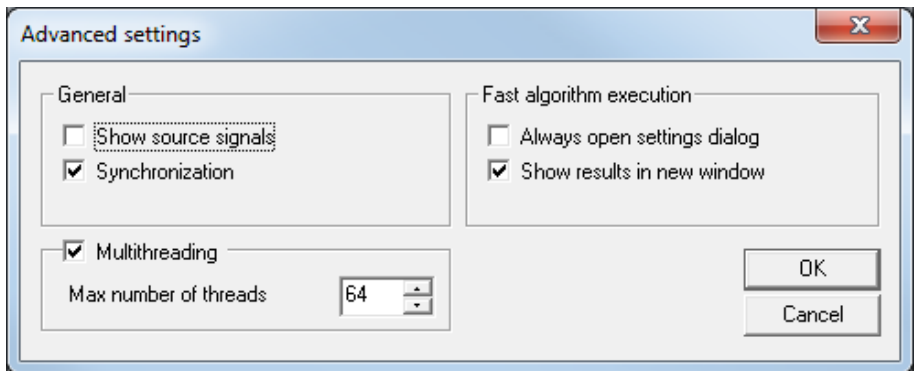 Advanced settings
General
Show source signals
Synchronization
Fast algorithm execution
Always open settings dialog
Show results in new window
Multithreading
Max number of threads 64
OK
Cancel